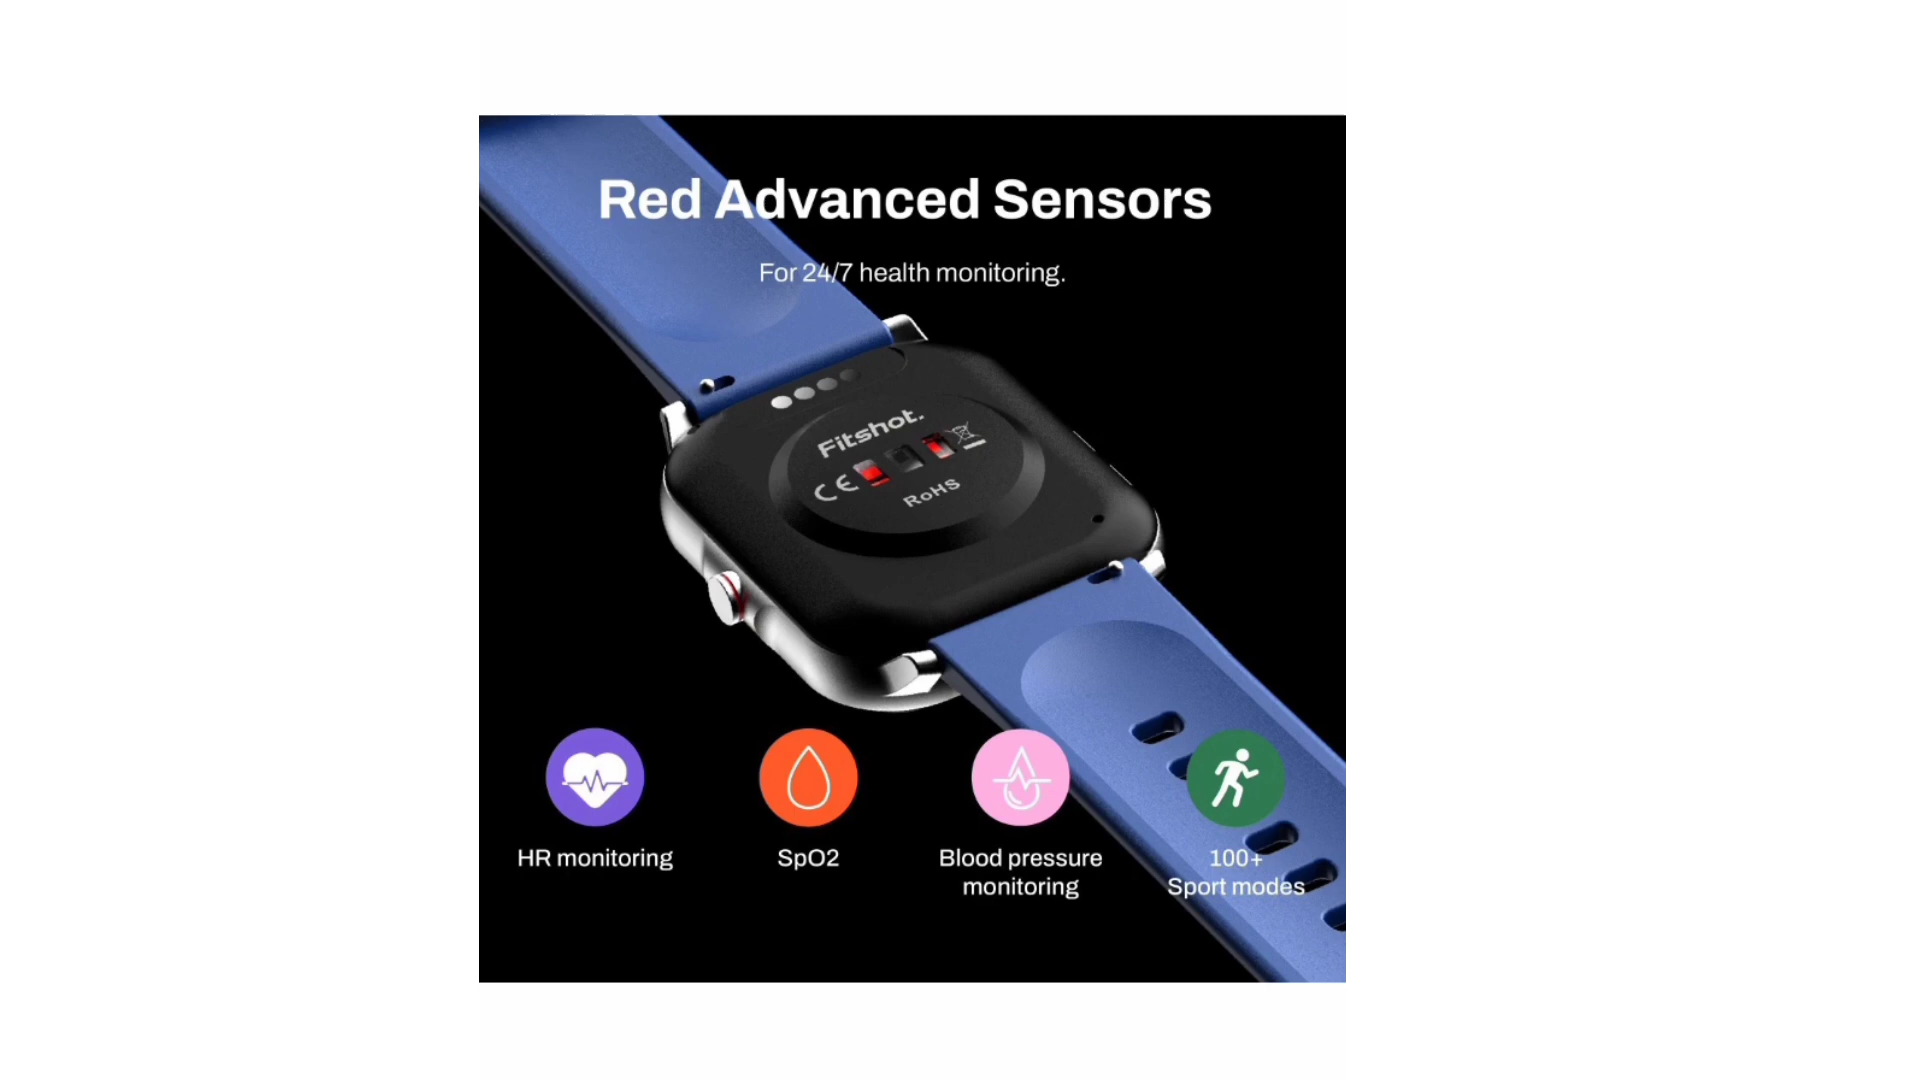 Red Advanced Sensors
For 24/7 health monitoring.
Fitshot.
CE
RoHS
HR monitoring
SpO2
Blood pressure
monitoring
100+
Sport modes